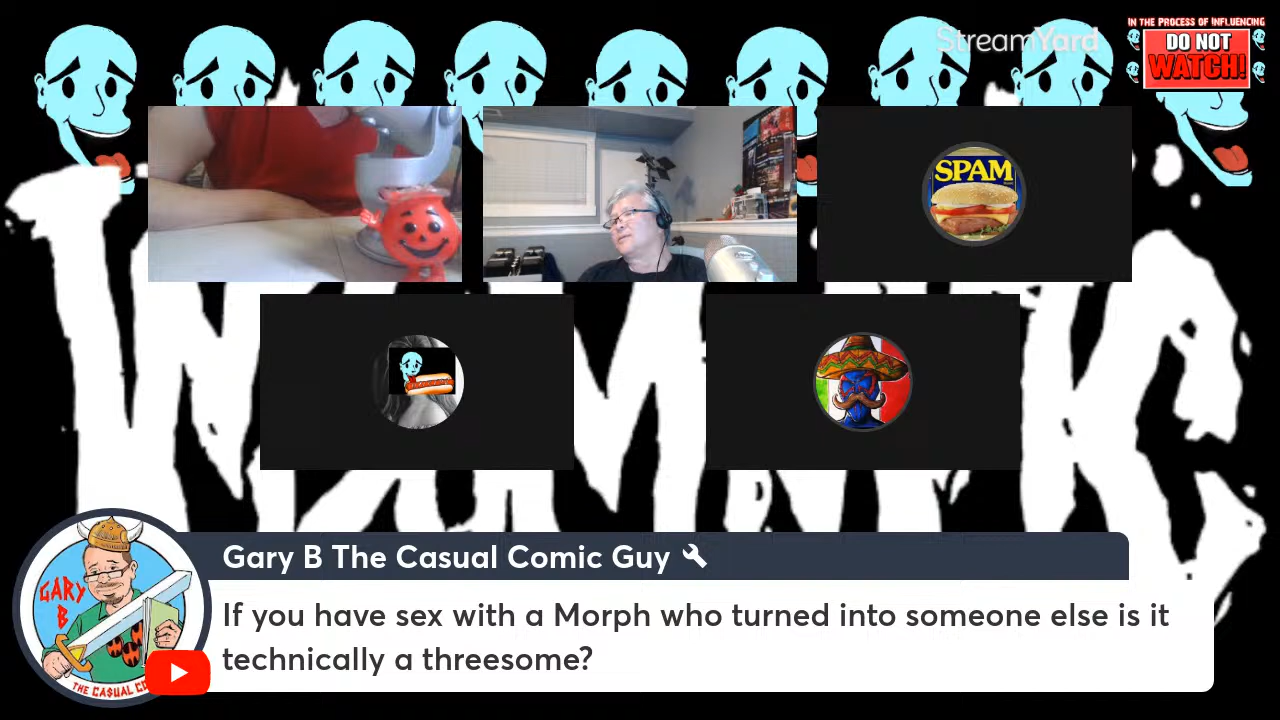 StreamYard
IN THE PROCESS OF INFLUENCING
DO NOT
WATCH!
SPAM
Gary B The Casual Comic Guy
GARY
B
THE CASUAL CO
If you have sex with a Morph who turned into someone else is it
technically a threesome?